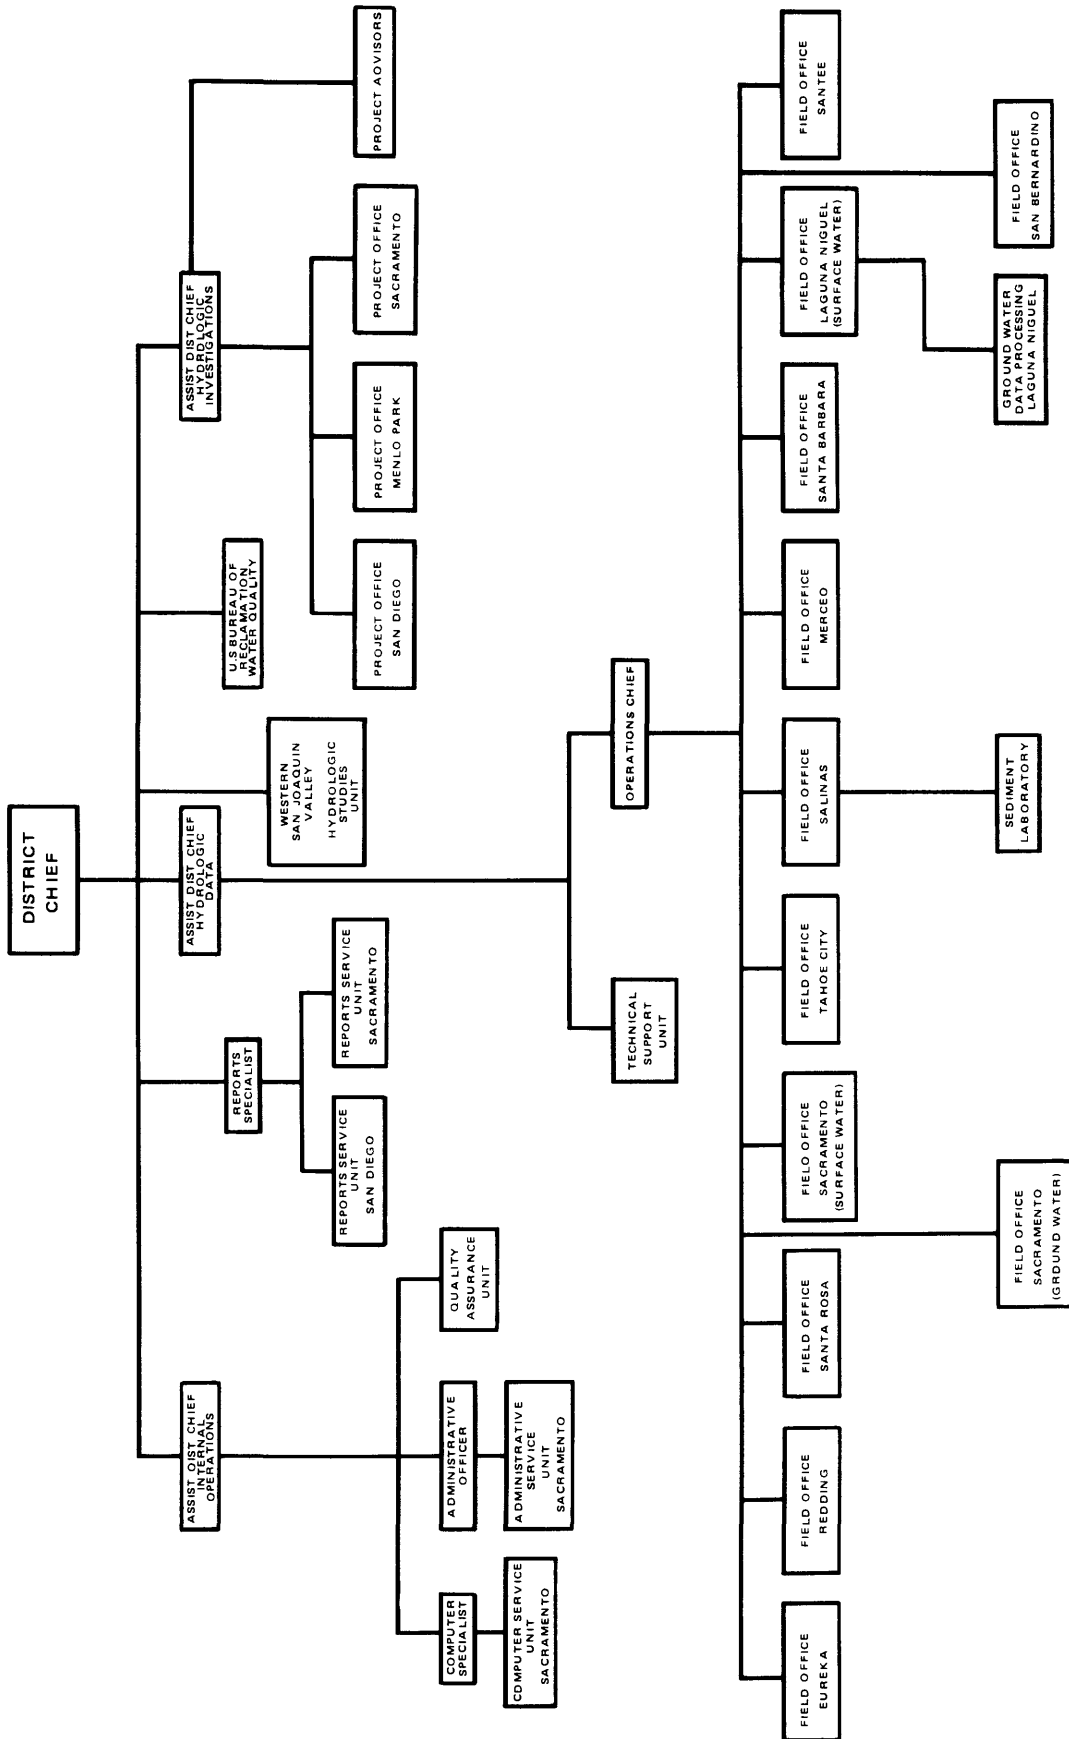 DISTRICT
CHIEF
ASSIST OIST CHIEF
INTERNAL
OPERATIONS
REPORTS
SPECIALIST
ASSIST DIST CHIEF
HYDROLOGIC
DATA
WESTERN
SAN JOAQUIN
VALLEY
HYDROLOGIC
STUDIES
UNIT
U.S BUREAU OF
RECLAMATION
WATER QUALITY
ASSIST DIST CHIEF
HYDROLOGIC
INVESTIGATIONS
COMPUTER
SPECIALIST
COMPUTER SERVICE
UNIT
SACRAMENTO
ADMINISTRATIVE
OFFICER
ADMINISTRATIVE
SERVICE
UNIT
SACRAMENTO
QUALITY
ASSURANCE
UNIT
REPORTS SERVICE
UNIT
SAN DIEGO
REPORTS SERVICE
UNIT
SACRAMENTO
PROJECT OFFICE
SAN DIEGO
PROJECT OFFICE
MENLO PARK
PROJECT OFFICE
SACRAMENTO
PROJECT AOVISORS
TECHNICAL
SUPPORT
UNIT
OPERATIONS CHIEF
FIELD OFFICE
EUREKA
FIELD OFFICE
REDDING
FIELD OFFICE
SANTA ROSA
FIELO OFFICE
SACRAMENTO
(SURFACE WATER)
FIELD OFFICE
TAHOE CITY
FIELD OFFICE
SALINAS
FIELD OFFICE
MERCEO
FIELD OFFICE
SANTA BARBARA
FIELD OFFICE
LAGUNA NIGUEL
(SURFACE WATER)
FIELD OFFICE
SANTEE
FIELD OFFICE
SACRAMENTO
(GRDUND WATER)
SEDIMENT
LABORATORY
GROUND WATER
DATA PROCESSING
LAGUNA NIGUEL
FIELD OFFICE
SAN BERNARDINO